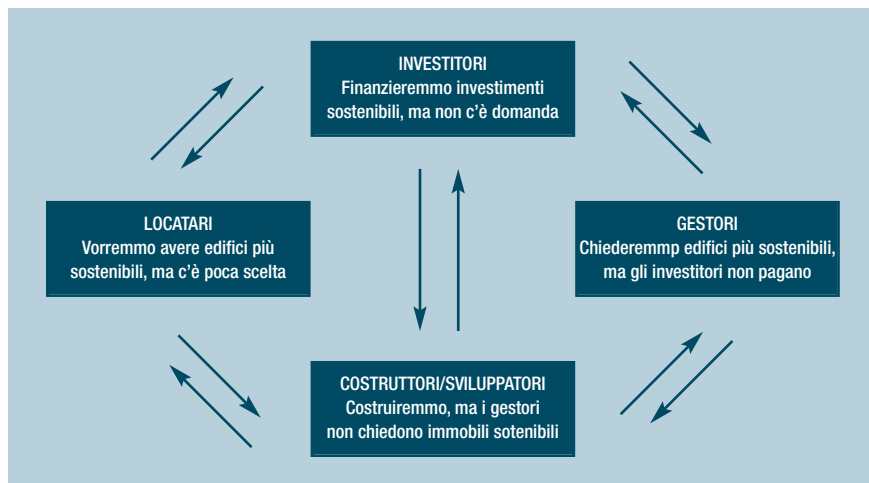 INVESTITORI
Finanzieremmo investimenti
sostenibili, ma non c’è domanda
LOCATARI
Vorremmo avere edifici più
sostenibili, ma c’è poca scelta
GESTORI
Chiederemmp edifici più sostenibili,
ma gli investitori non pagano
COSTRUTTORI/SVILUPPATORI
Costruiremmo, ma i gestori
non chiedono immobili sotenibili